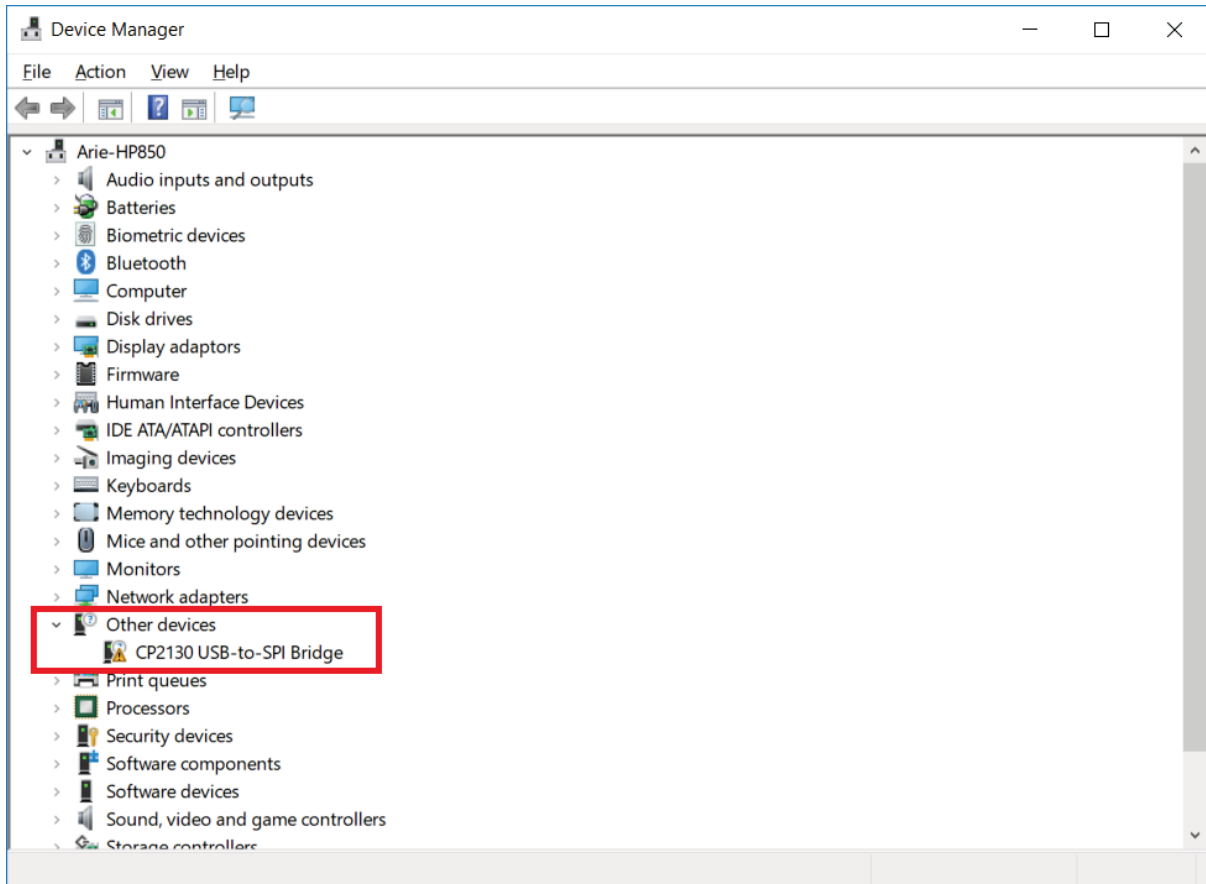 Device Manager
File Action View Help
Arie-HP850
Audio inputs and outputs
Batteries
Biometric devices
Bluetooth
Computer
Disk drives
Display adaptors
Firmware
Human Interface Devices
IDE ATA/ATAPI controllers
Imaging devices
Keyboards
Memory technology devices
Mice and other pointing devices
Monitors
Network adapters
Other devices
CP2130 USB-to-SPI Bridge
Print queues
Processors
Security devices
Software components
Software devices
Sound, video and game controllers
Storage controllers